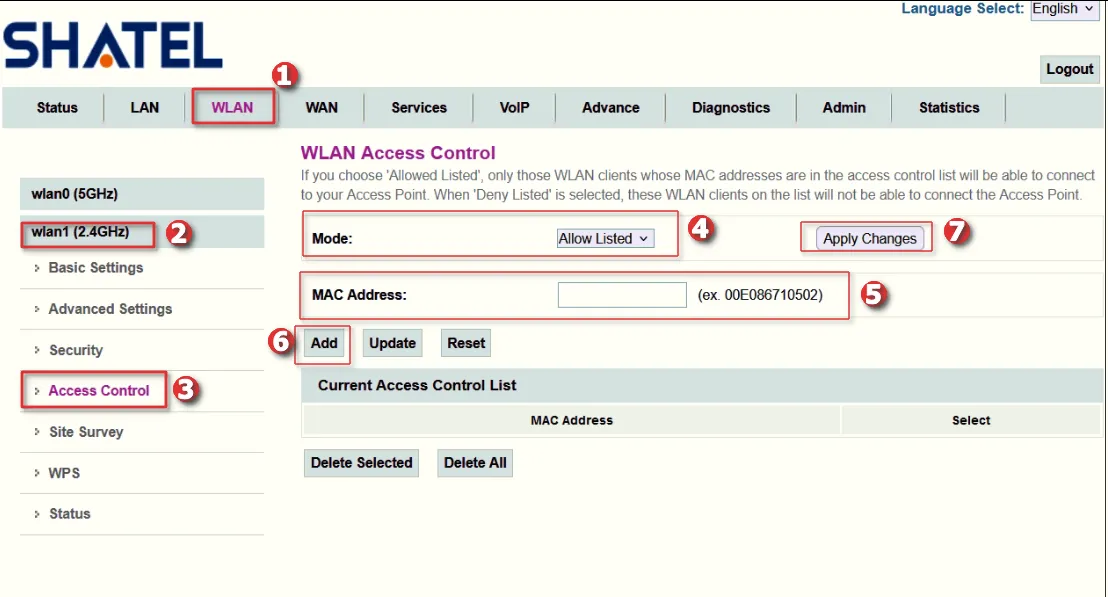 Language Select: English
SHATEL
Logout
1
Status LAN WLAN WAN Services VoIP Advance Diagnostics Admin Statistics
WLAN Access Control
If you choose 'Allowed Listed', only those WLAN clients whose MAC addresses are in the access control list will be able to connect
to your Access Point. When 'Deny Listed' is selected, these WLAN clients on the list will not be able to connect the Access Point.
wlan0 (5GHz)
wlan1 (2.4GHz) 2
Basic Settings
Advanced Settings
Security
Access Control 3
Site Survey
WPS
Status
Mode: Allow Listed 4 Apply Changes 7
MAC Address: (ex. 00E086710502) 5
6 Add Update Reset
Current Access Control List
MAC Address Select
Delete Selected Delete All